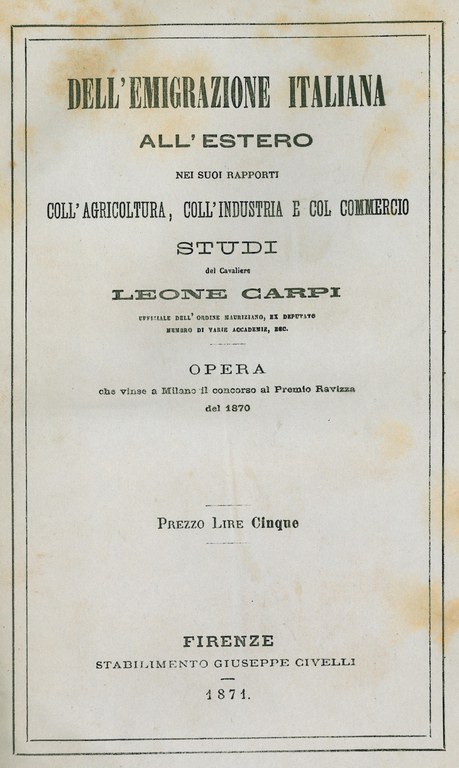 DELL'EMIGRAZIONE ITALIANA
ALL'ESTERO
NEI SUOI RAPPORTI
COLL'AGRICOLTURA, COLL'INDUSTRIA E COL COMMERCIO
STUDI
del Cavaliere
LEONE CARPI
UFFIZIALE DELL' ORDINE MAURIZIANO, EX DEPUTATO
MEMBRO DI VARIE ACCADEMIE, ECC.
OPERA
che vinse a Milano il concorso al Premio Ravizza
del 1870
PREZZO LIRE Cinque
FIRENZE
STABILIMENTO GIUSEPPE CIVELLI
1871.